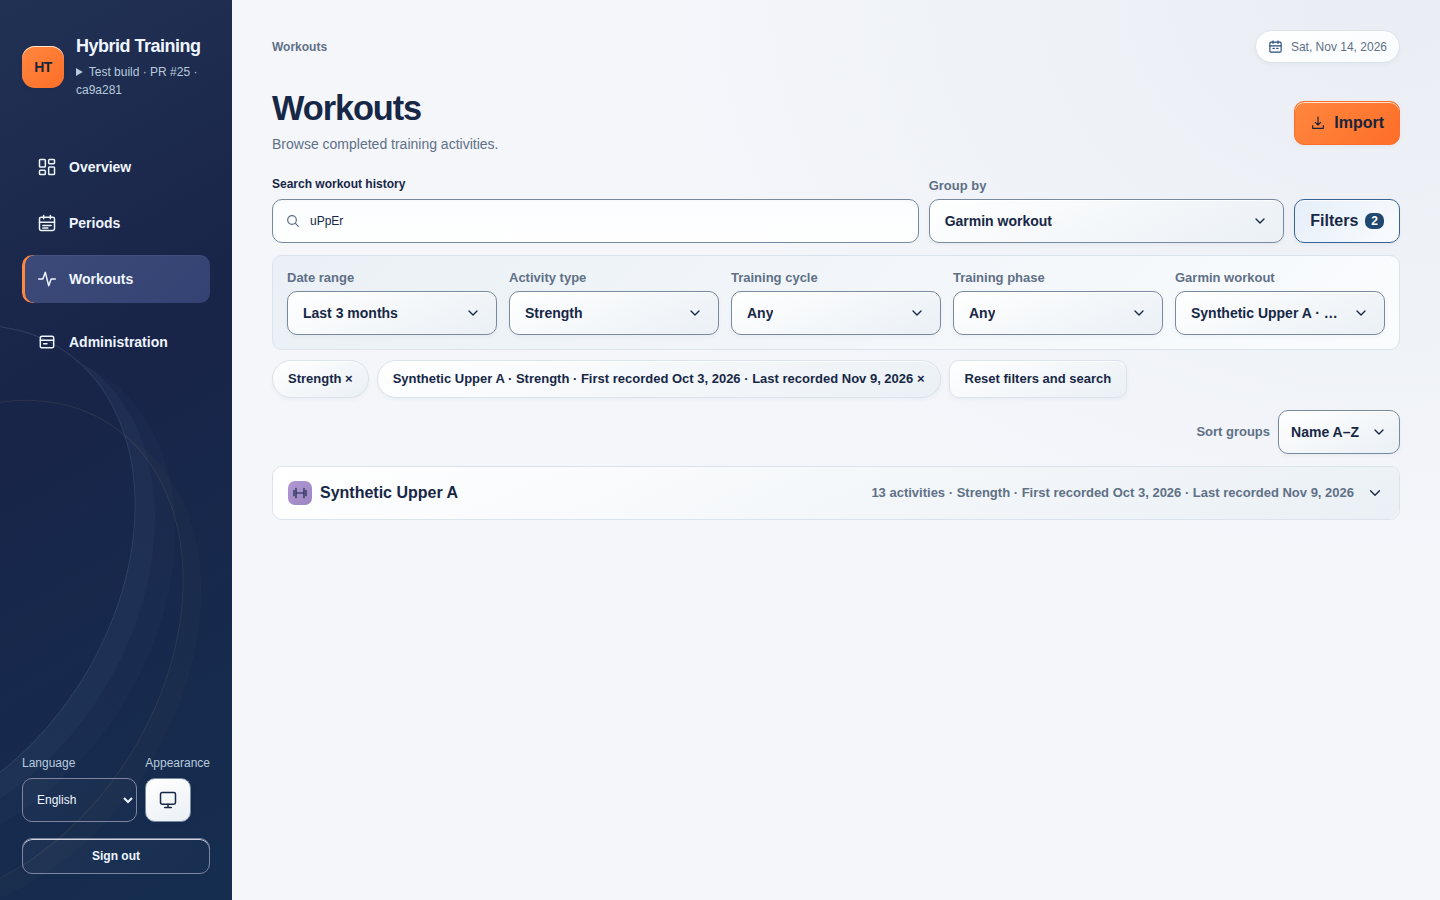 HT
Hybrid Training
▶ Test build · PR #25 ·
ca9a281
Overview
Periods
Workouts
Administration
Language
Appearance
English
Sign out
Workouts
Sat, Nov 14, 2026
Workouts
Browse completed training activities.
Import
Search workout history
Group by
uPpEr
Garmin workout
Filters 2
Date range
Activity type
Training cycle
Training phase
Garmin workout
Last 3 months
Strength
Any
Any
Synthetic Upper A · ...
Strength ×
Synthetic Upper A · Strength · First recorded Oct 3, 2026 · Last recorded Nov 9, 2026 ×
Reset filters and search
Sort groups
Name A–Z
Synthetic Upper A
13 activities · Strength · First recorded Oct 3, 2026 · Last recorded Nov 9, 2026